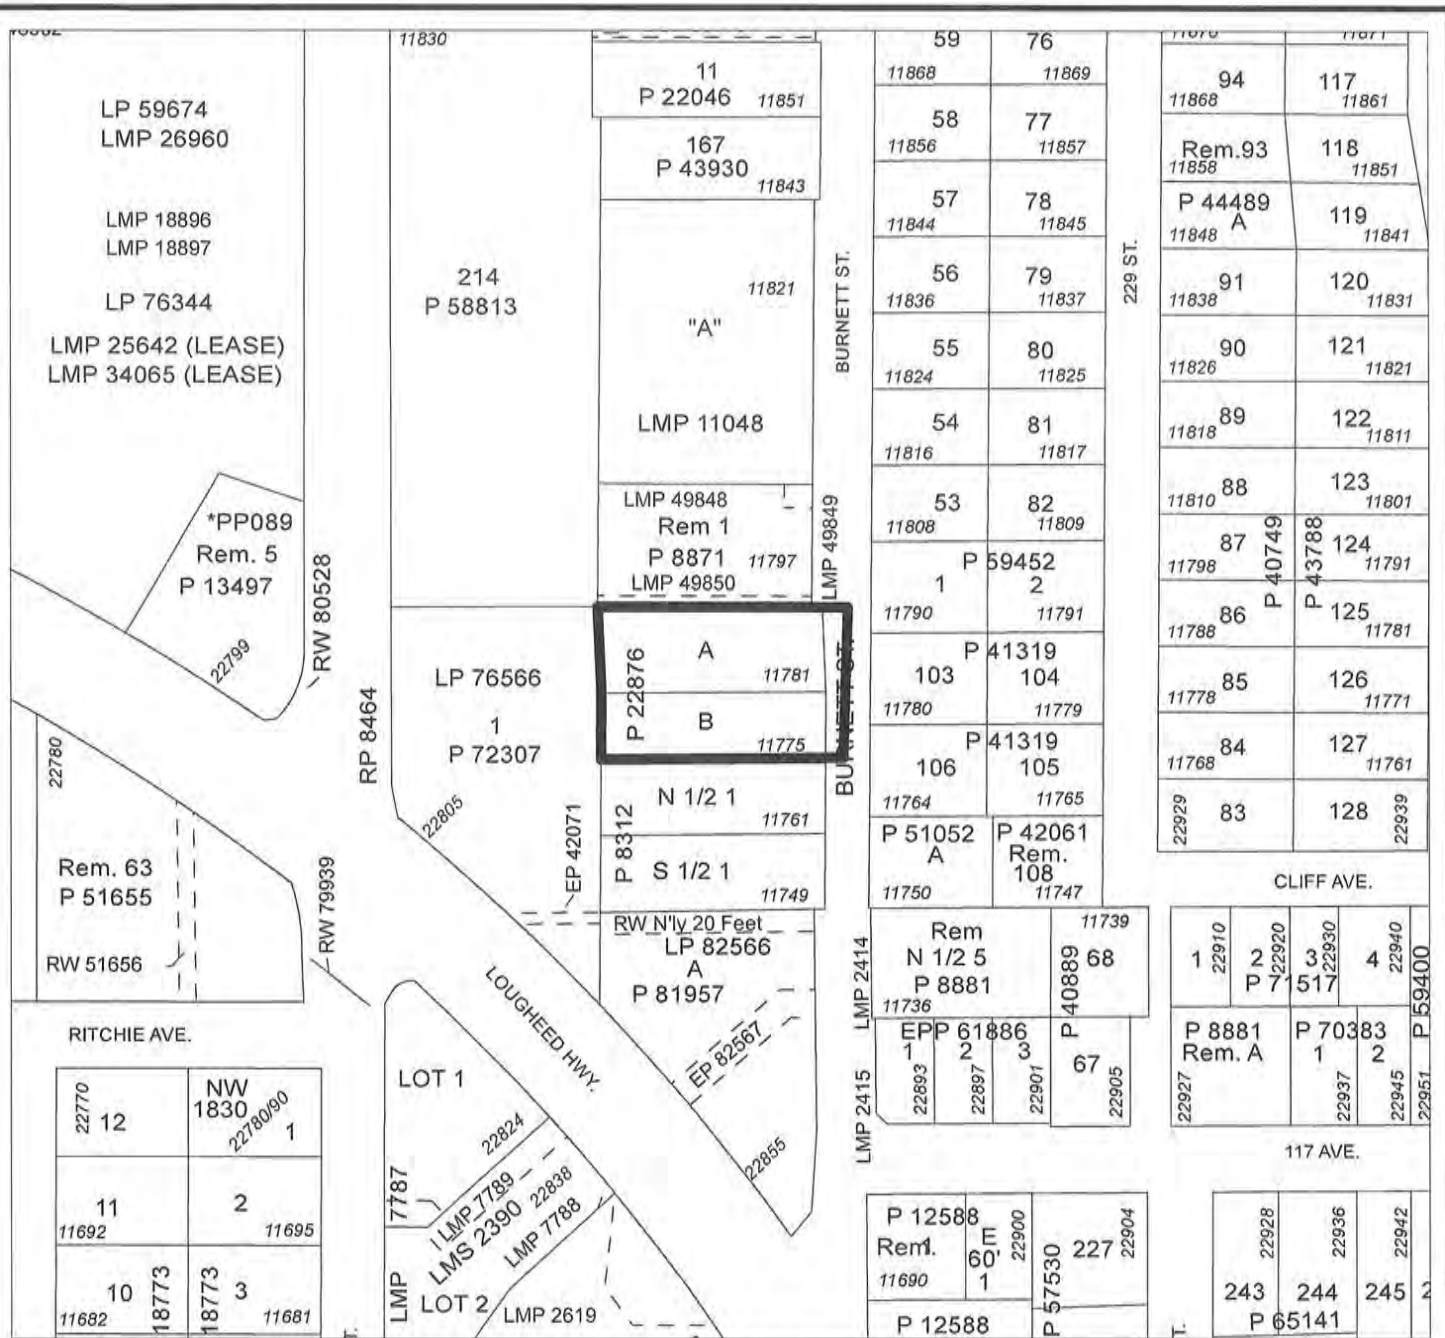 11830
LP 59674
LMP 26960
LMP 18896
LMP 18897
LP 76344
LMP 25642 (LEASE)
LMP 34065 (LEASE)
*PP089
Rem. 5
P 13497
22799
RW 80528
RP 8464
214
P 58813
11
P 22046 11851
167
P 43930
11843
11821
"A"
LMP 11048
LMP 49848
Rem 1
P 8871 11797
LMP 49850
LMP 49849
BURNETT ST.
A
11781
P 22876
B
11775
BURNETT ST.
LP 76566
1
P 72307
22805
N 1/2 1
11761
P 8312
S 1/2 1
11749
EP 42071
RW N'ly 20 Feet
LP 82566
A
P 81957
EP 82567
22855
LOUGHEED HWY.
22780
Rem. 63
P 51655
RW 51656
RW 79939
RITCHIE AVE.
22770
12
NW
1830
22780/90
1
11
11692
2
11695
10
11682
18773
18773
3
11681
T.
LOT 1
22824
7787
LMP 7789
LMS 2390
22838
LMP 7788
LMP
LOT 2
LMP 2619
59
11868
76
11869
58
11856
77
11857
57
11844
78
11845
56
11836
79
11837
55
11824
80
11825
54
11816
81
11817
53
11808
82
11809
P 59452
1
11790
2
11791
P 41319
103
11780
104
11779
P 41319
106
11764
105
11765
P 51052
A
11750
P 42061
Rem.
108
11747
229 ST.
Rem
N 1/2 5
P 8881
11736
LMP 2414
11739
68
P 40889
EPP 61886
1
22893
2
22897
3
22901
67
22905
LMP 2415
P 12588
Rem1.
11690
E
60'
1
22900
P 12588
P 57530
227
22904
11870
11871
94
11868
117
11861
Rem.93
11858
118
11851
P 44489
A
11848
119
11841
91
11838
120
11831
90
11826
121
11821
89
11818
122
11811
88
11810
123
11801
87
11798
P 40749
P 43788
124
11791
86
11788
125
11781
85
11778
126
11771
84
11768
127
11761
22929
83
128
22939
CLIFF AVE.
1
22910
2
22920
3
22930
4
22940
P 71517
P 59400
P 8881
Rem. A
22927
P 70383
1
22937
2
22945
22951
117 AVE.
22928
243
22936
244
22942
245
2
P 65141
T.